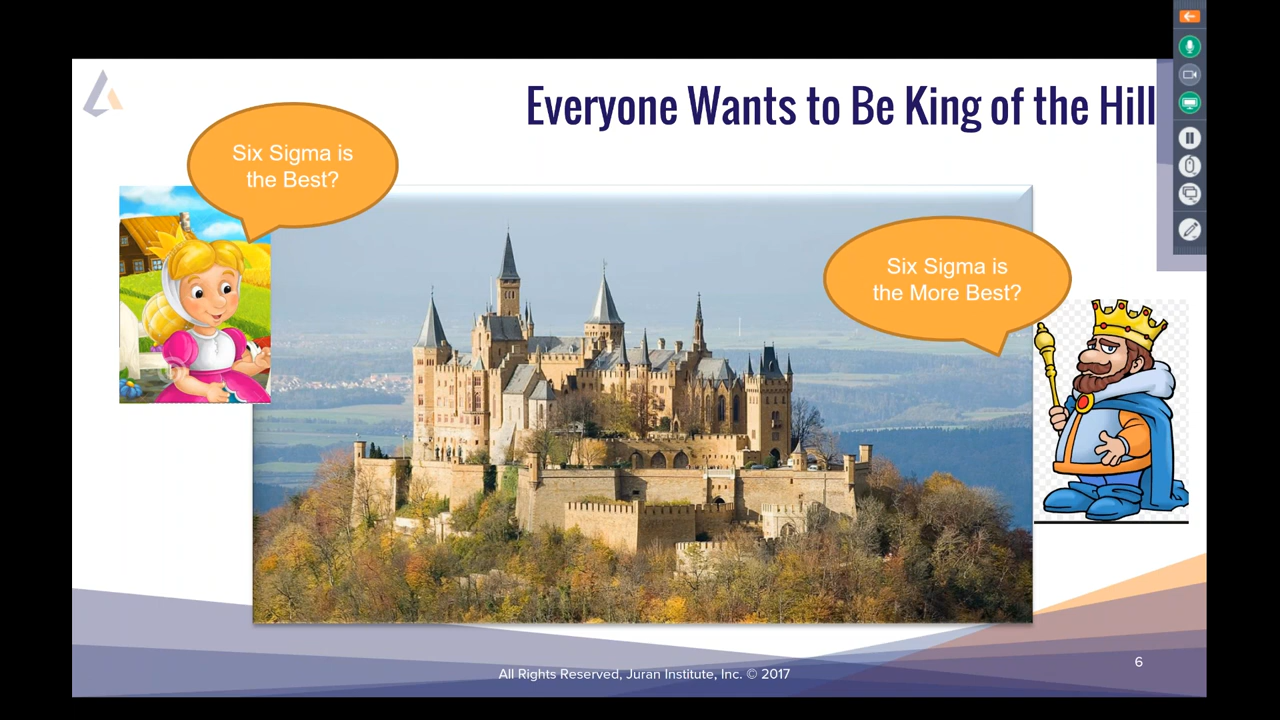 Everyone Wants to Be King of the Hill
Six Sigma is
the Best?
Six Sigma is
the More Best?
All Rights Reserved, Juran Institute, Inc. © 2017
6